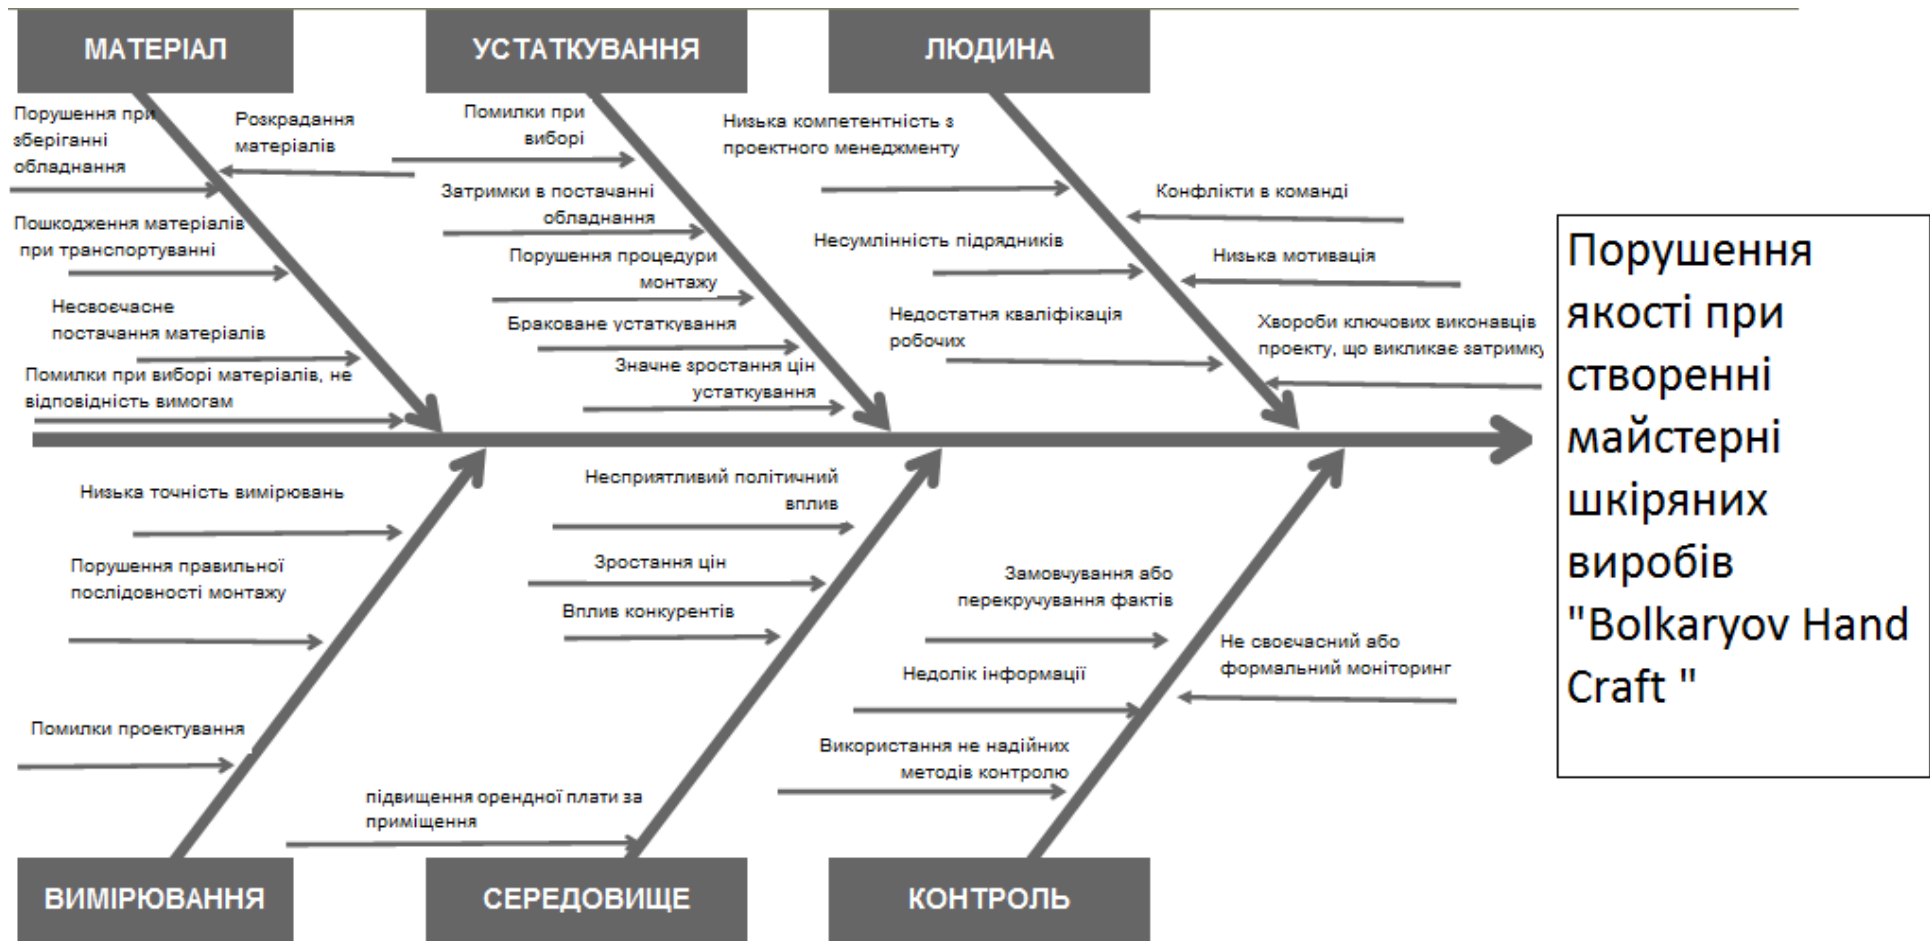 МАТЕРІАЛ
УСТАТКУВАННЯ
ЛЮДИНА
Порушення при
зберіганні
обладнання
Розкрадання
матеріалів
Пошкодження матеріалів
при транспортуванні
Несвоєчасне
постачання матеріалів
Помилки при виборі матеріалів, не
відповідність вимогам
Помилки при
виборі
Затримки в постачанні
обладнання
Порушення процедури
монтажу
Браковане устаткування
Значне зростання цін
устаткування
Низька компетентність з
проектного менеджменту
Конфлікти в команді
Несумлінність підрядників
Низька мотивація
Недостатня кваліфікація
робочих
Хвороби ключових виконавців
проекту, що викликає затримку
Порушення
якості при
створенні
майстерні
шкіряних
виробів
"Bolkaryov Hand
Craft "
Низька точність вимірювань
Порушення правильної
послідовності монтажу
Помилки проектування
Несприятливий політичний
вплив
Зростання цін
Вплив конкурентів
підвищення орендної плати за
приміщення
Замовчування або
перекручування фактів
Не своєчасний або
формальний моніторинг
Недолік інформації
Використання не надійних
методів контролю
ВИМІРЮВАННЯ
СЕРЕДОВИЩЕ
КОНТРОЛЬ